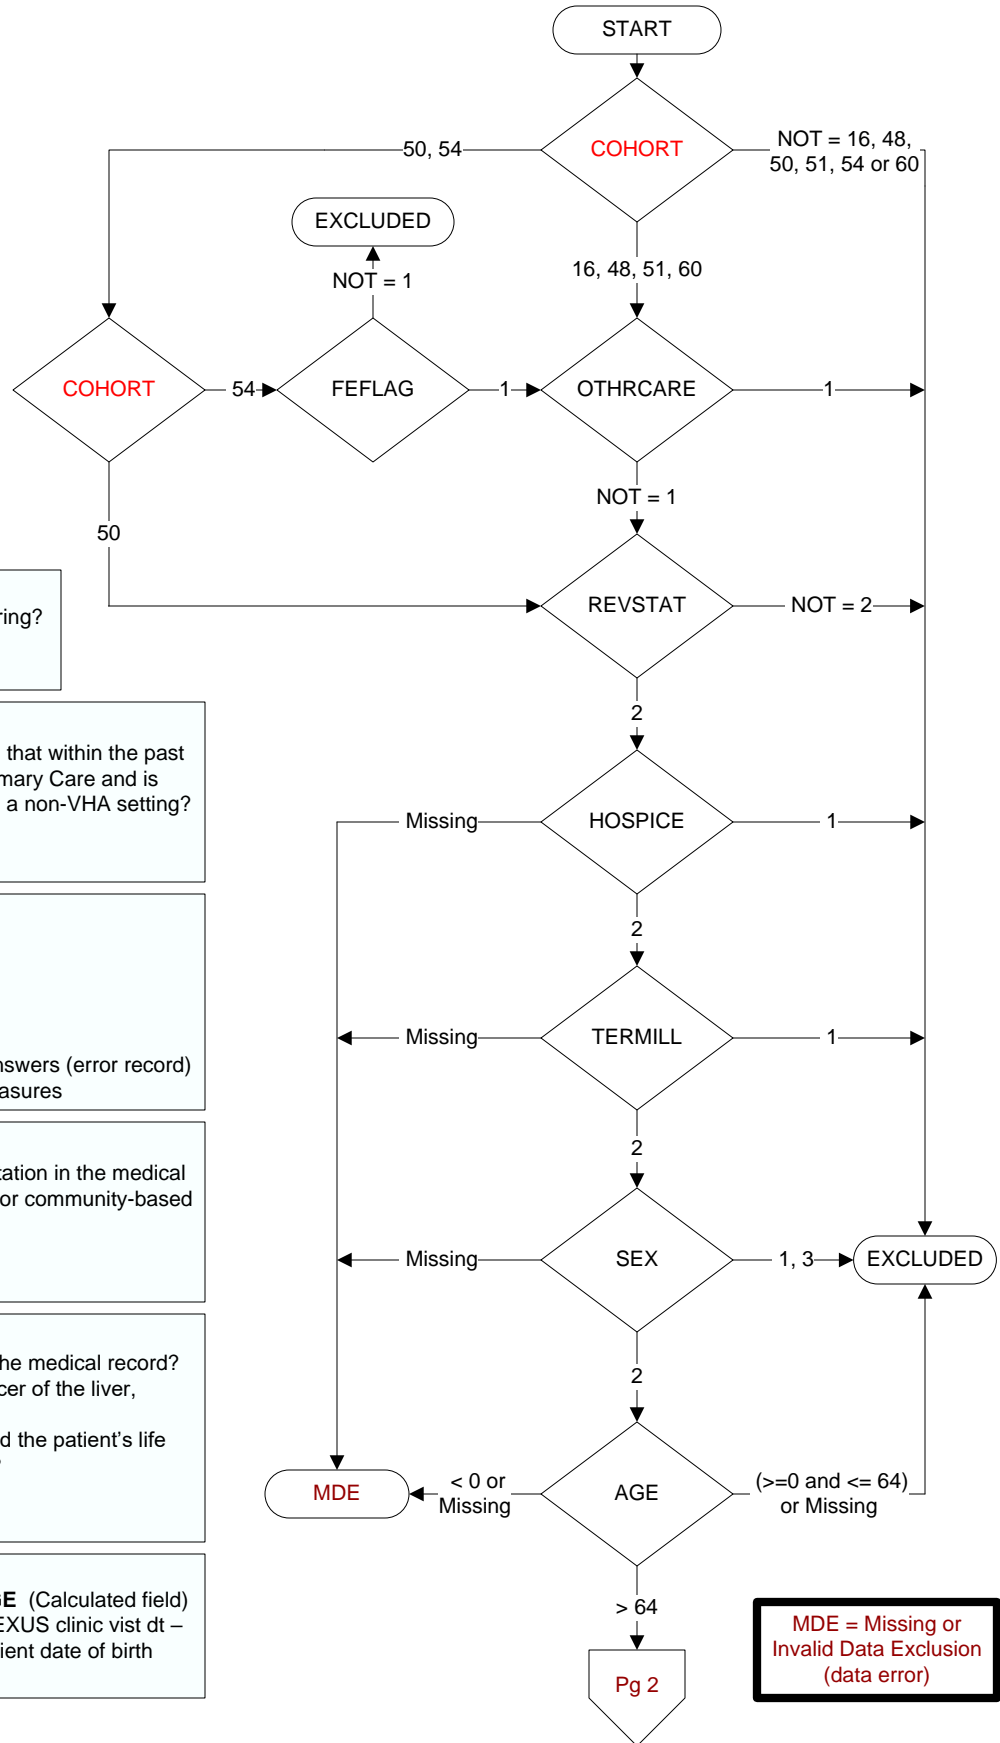 START
COHORT
50, 54
NOT = 16, 48,
50, 51, 54 or 60
EXCLUDED
NOT = 1
16, 48, 51, 60
COHORT
54
FEFLAG
1
OTHRCARE
1
NOT = 1
50
REVSTAT
NOT = 2
ring?
2
that within the past
mary Care and is
a non-VHA setting?
Missing
HOSPICE
1
2
Missing
TERMILL
1
nswers (error record)
asures
2
tation in the medical
or community-based
Missing
SEX
1, 3
EXCLUDED
2
he medical record?
cer of the liver,
d the patient's life
MDE
< 0 or
Missing
AGE
(>=0 and <= 64)
or Missing
GE (Calculated field)
EXUS clinic vist dt –
ient date of birth
> 64
Pg 2
MDE = Missing or
Invalid Data Exclusion
(data error)